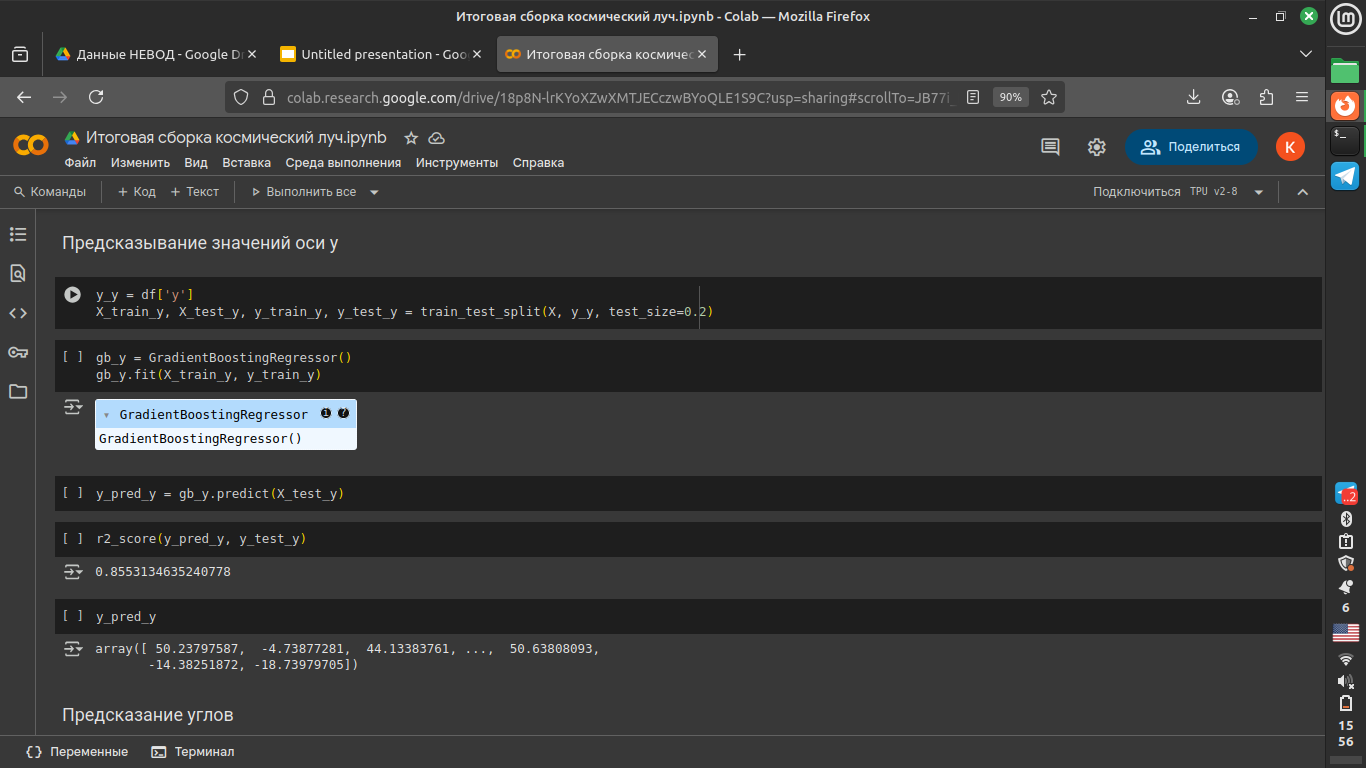 Итоговая сборка космический луч.ipynb - Colab — Mozilla Firefox
Данные НЕВОД - Google D
Untitled presentation - Goo
Итоговая сборка космичес
colab.research.google.com/drive/18p8N-lrKYoXZwXMTJECczwBYoQLE1S9C?usp=sharing#scrollTo=JB77i_
90%
Итоговая сборка космический луч.ipynb
Файл Изменить Вид Вставка Среда выполнения Инструменты Справка
Поделиться
K
Команды + Код + Текст Выполнить все
Подключиться TPU v2-8
Предсказывание значений оси y
y_y = df['y']
X_train_y, X_test_y, y_train_y, y_test_y = train_test_split(X, y_y, test_size=0.2)
[ ] gb_y = GradientBoostingRegressor()
gb_y.fit(X_train_y, y_train_y)
GradientBoostingRegressor i ?
GradientBoostingRegressor()
[ ] y_pred_y = gb_y.predict(X_test_y)
[ ] r2_score(y_pred_y, y_test_y)
0.8553134635240778
[ ] y_pred_y
array([ 50.23797587,  -4.73877281,  44.13383761, ...,  50.63808093,
-14.38251872, -18.73979705])
Предсказание углов
{} Переменные Терминал
..2
6
15
56